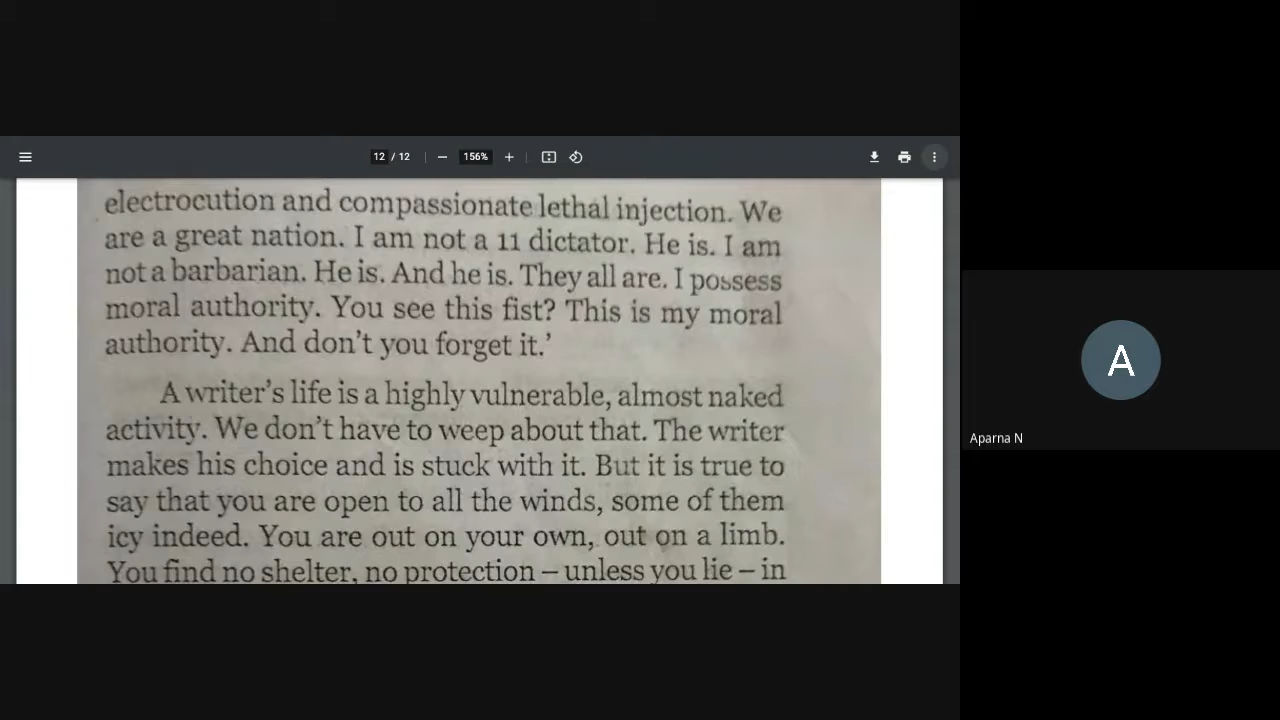 12 / 12 156%
electrocution and compassionate lethal injection. We
are a great nation. I am not a 11 dictator. He is. I am
not a barbarian. He is. And he is. They all are. I possess
moral authority. You see this fist? This is my moral
authority. And don't you forget it.'
A writer's life is a highly vulnerable, almost naked
activity. We don't have to weep about that. The writer
makes his choice and is stuck with it. But it is true to
say that you are open to all the winds, some of them
icy indeed. You are out on your own, out on a limb.
You find no shelter, no protection – unless you lie – in
A
Aparna N